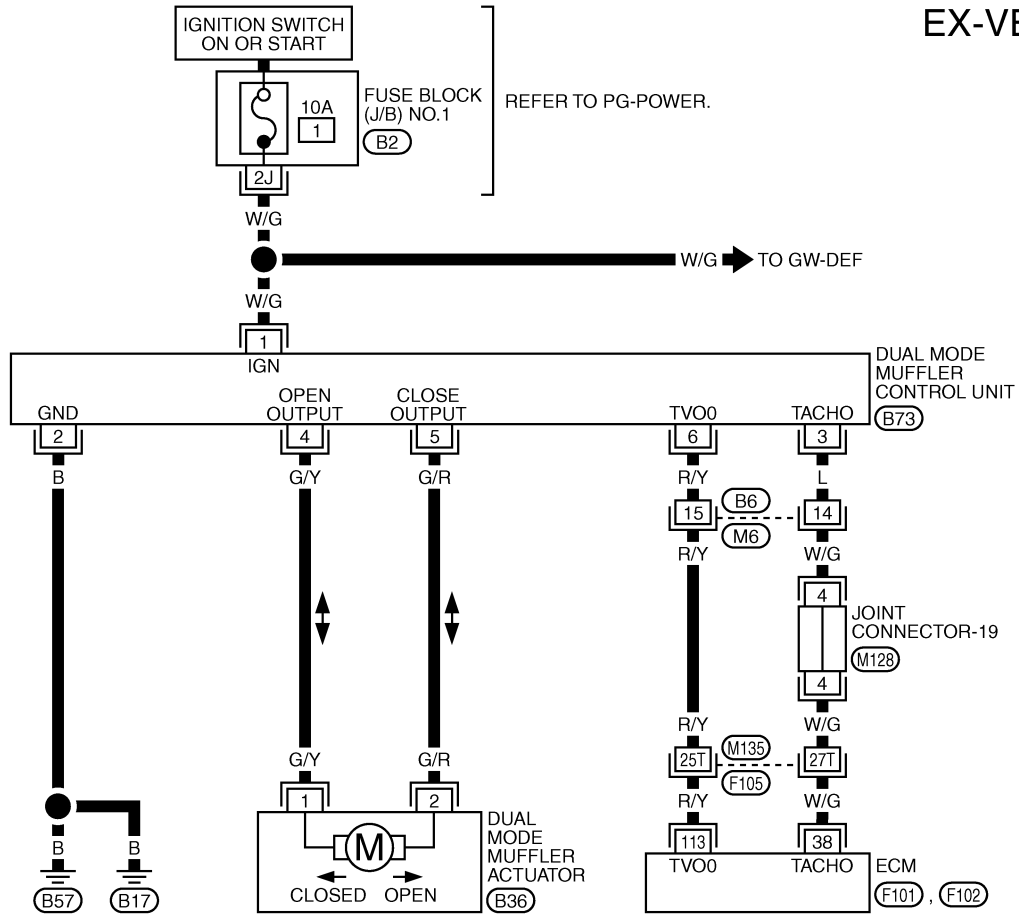 EX-VE
IGNITION SWITCH
ON OR START
FUSE BLOCK
(J/B) NO.1
B2
10A
1
REFER TO PG-POWER.
2J
W/G
W/G TO GW-DEF
W/G
1
IGN
DUAL MODE
MUFFLER
CONTROL UNIT
B73
GND
OPEN
OUTPUT
CLOSE
OUTPUT
TVO0
TACHO
2 4 5 6 3
B G/Y G/R R/Y L
15 B6 14
M6
R/Y W/G
4
JOINT
CONNECTOR-19
M128
4
R/Y W/G
G/Y G/R
25T M135 27T
F105
R/Y W/G
1 2
DUAL
MODE
MUFFLER
ACTUATOR
B36
M
CLOSED OPEN
113 38
TVO0 TACHO
ECM
F101 , F102
B B
B57 B17